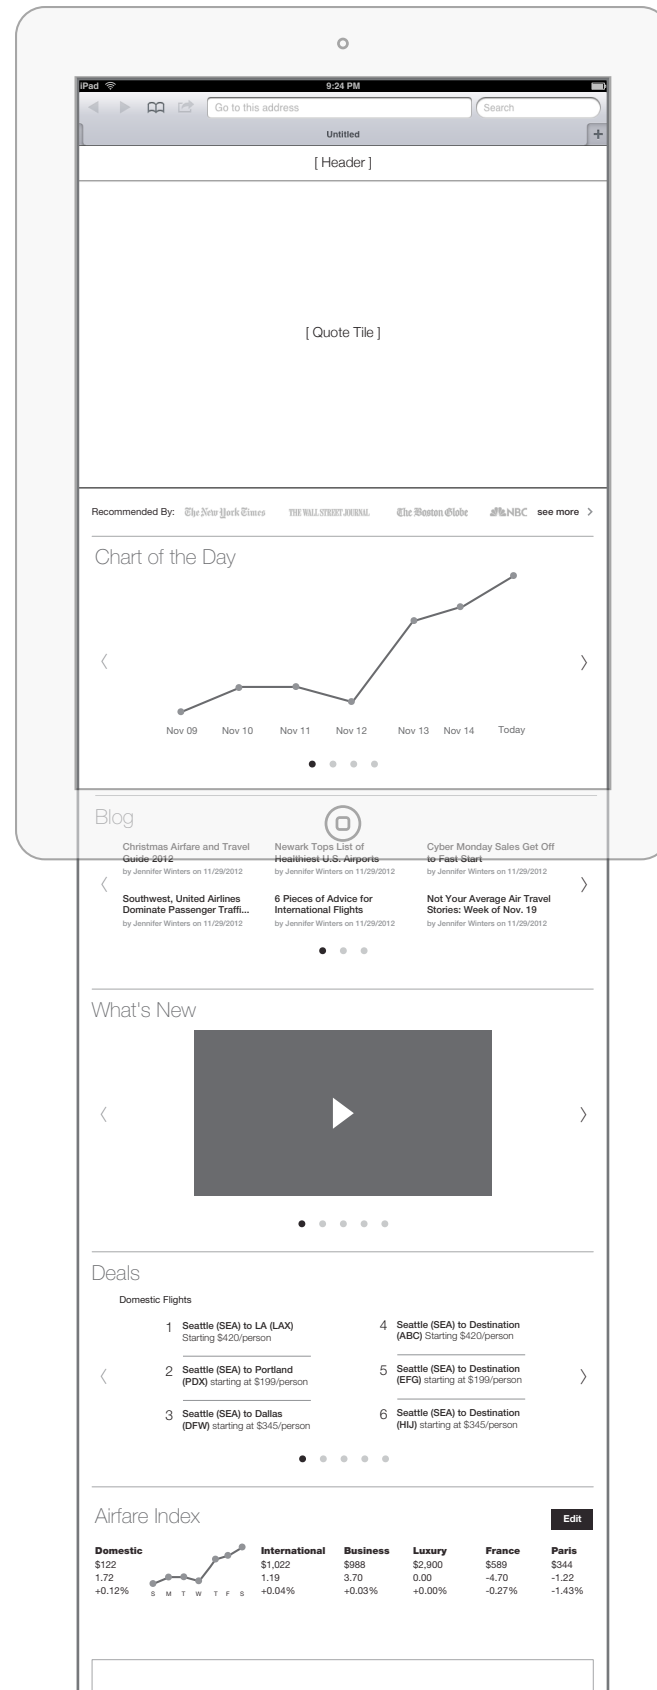 iPad 9:24 PM
Go to this address Search
Untitled +
[ Header ]
[ Quote Tile ]
Recommended By: The New York Times THE WALL STREET JOURNAL The Boston Globe NBC see more >
Chart of the Day
Nov 09 Nov 10 Nov 11 Nov 12 Nov 13 Nov 14 Today
Blog
Christmas Airfare and Travel
Guide 2012
by Jennifer Winters on 11/29/2012
Newark Tops List of
Healthiest U.S. Airports
by Jennifer Winters on 11/29/2012
Cyber Monday Sales Get Off
to Fast Start
by Jennifer Winters on 11/29/2012
Southwest, United Airlines
Dominate Passenger Traffi...
by Jennifer Winters on 11/29/2012
6 Pieces of Advice for
International Flights
by Jennifer Winters on 11/29/2012
Not Your Average Air Travel
Stories: Week of Nov. 19
by Jennifer Winters on 11/29/2012
What's New
Deals
Domestic Flights
1 Seattle (SEA) to LA (LAX)
Starting $420/person
2 Seattle (SEA) to Portland
(PDX) starting at $199/person
3 Seattle (SEA) to Dallas
(DFW) starting at $345/person
4 Seattle (SEA) to Destination
(ABC) Starting $420/person
5 Seattle (SEA) to Destination
(EFG) starting at $199/person
6 Seattle (SEA) to Destination
(HIJ) starting at $345/person
Airfare Index
Edit
Domestic
$122
1.72
+0.12%
S M T W T F S
International
$1,022
1.19
+0.04%
Business
$988
3.70
+0.03%
Luxury
$2,900
0.00
+0.00%
France
$589
-4.70
-0.27%
Paris
$344
-1.22
-1.43%